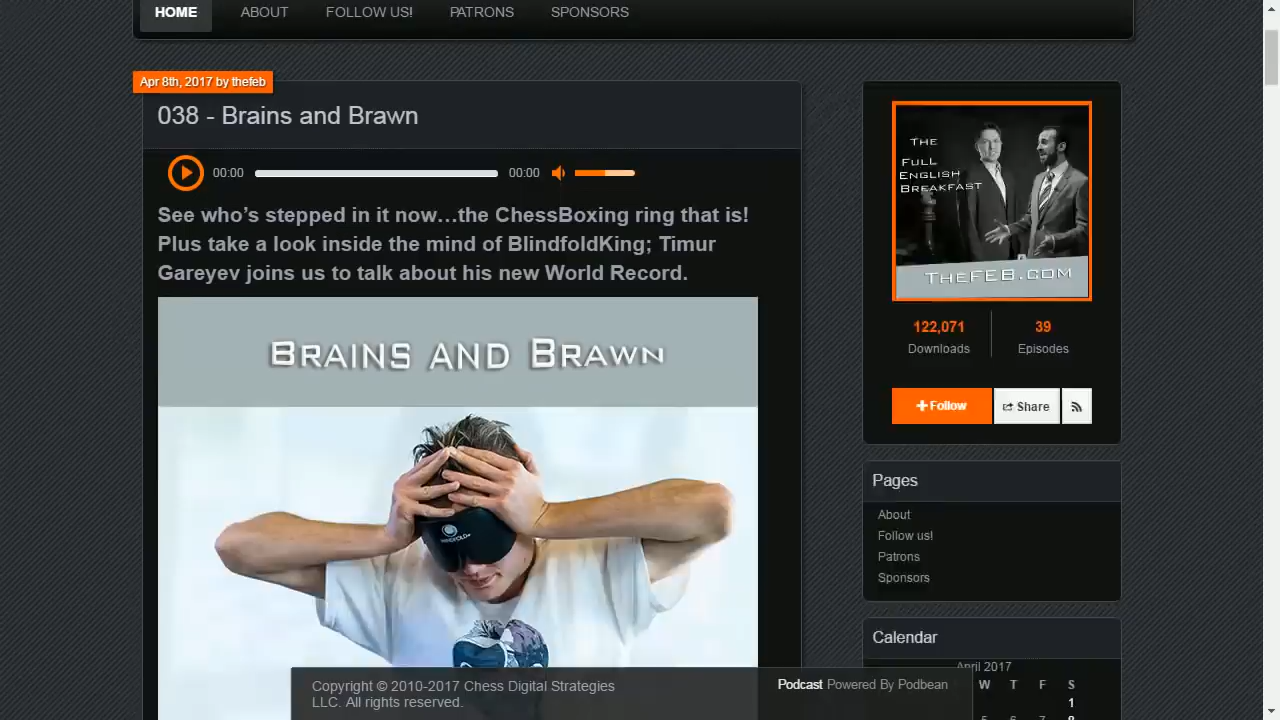 HOME ABOUT FOLLOW US! PATRONS SPONSORS
Apr 8th, 2017 by thefeb
038 - Brains and Brawn
00:00 00:00
See who’s stepped in it now…the ChessBoxing ring that is!
Plus take a look inside the mind of BlindfoldKing; Timur
Gareyev joins us to talk about his new World Record.
Brains and Brawn
The
Full
English
Breakfast
TheFEB.com
122,071 39
Downloads Episodes
Follow Share
Pages
About
Follow us!
Patrons
Sponsors
Calendar
April 2017
W T F S
1
Copyright © 2010-2017 Chess Digital Strategies
LLC. All rights reserved.
Podcast Powered By Podbean